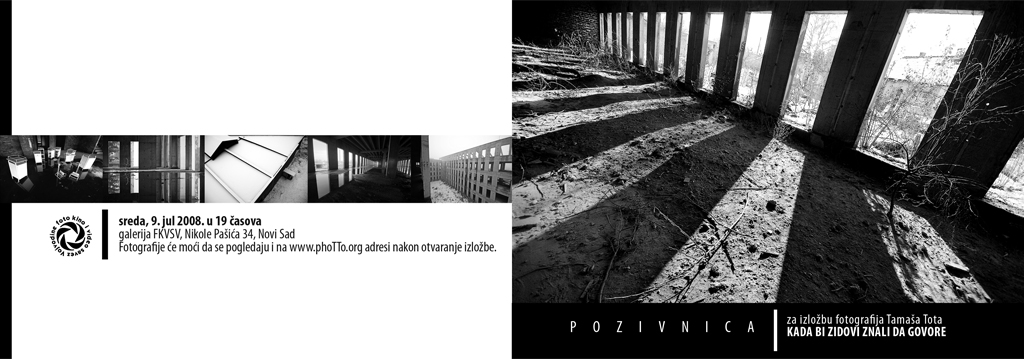 foto kino i video savez Vojvodine
sreda, 9. jul 2008. u 19 časova
galerija FKVSV, Nikole Pašića 34, Novi Sad
Fotografije će moći da se pogledaju i na www.phoTTo.org adresi nakon otvaranje izložbe.
POZIVNICA
za izložbu fotografija Tamaša Tota
KADA BI ZIDOVI ZNALI DA GOVORE